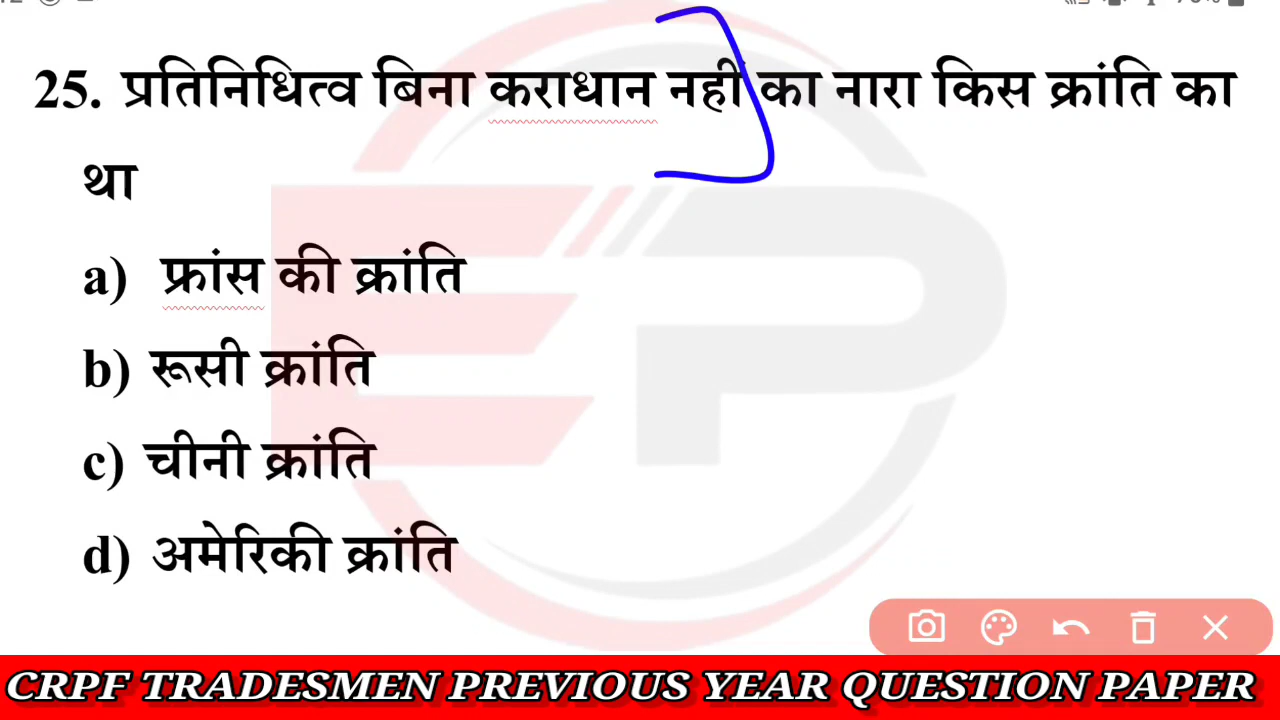 25. प्रतिनिधित्व बिना कराधान नहीं का नारा किस क्रांति का
था
a) फ्रांस की क्रांति
b) रूसी क्रांति
c) चीनी क्रांति
d) अमेरिकी क्रांति
CRPF TRADESMEN PREVIOUS YEAR QUESTION PAPER